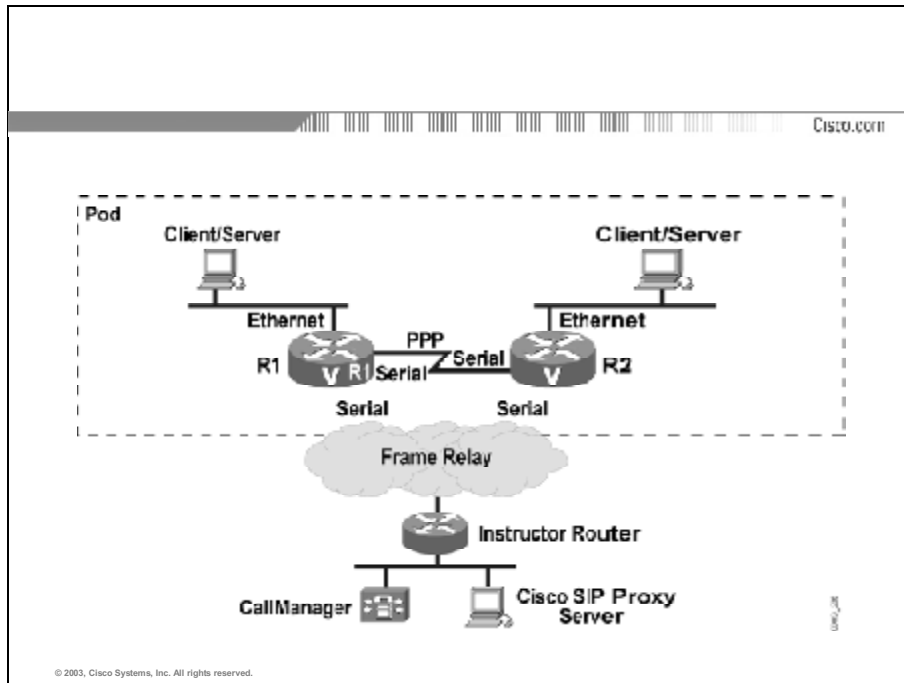 Cisco.com
Pod
Client/Server
Client/Server
Ethernet
Ethernet
PPP
R1
V
R1
Serial
Serial
V
R2
Serial
Serial
Frame Relay
Instructor Router
CallManager
Cisco SIP Proxy
Server
© 2003, Cisco Systems, Inc. All rights reserved.